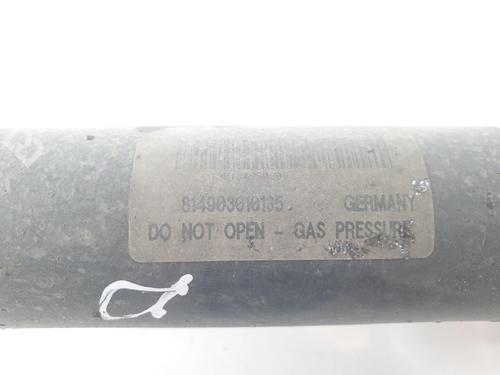 814903010135
GERMANY
DO NOT OPEN - GAS PRESSURE